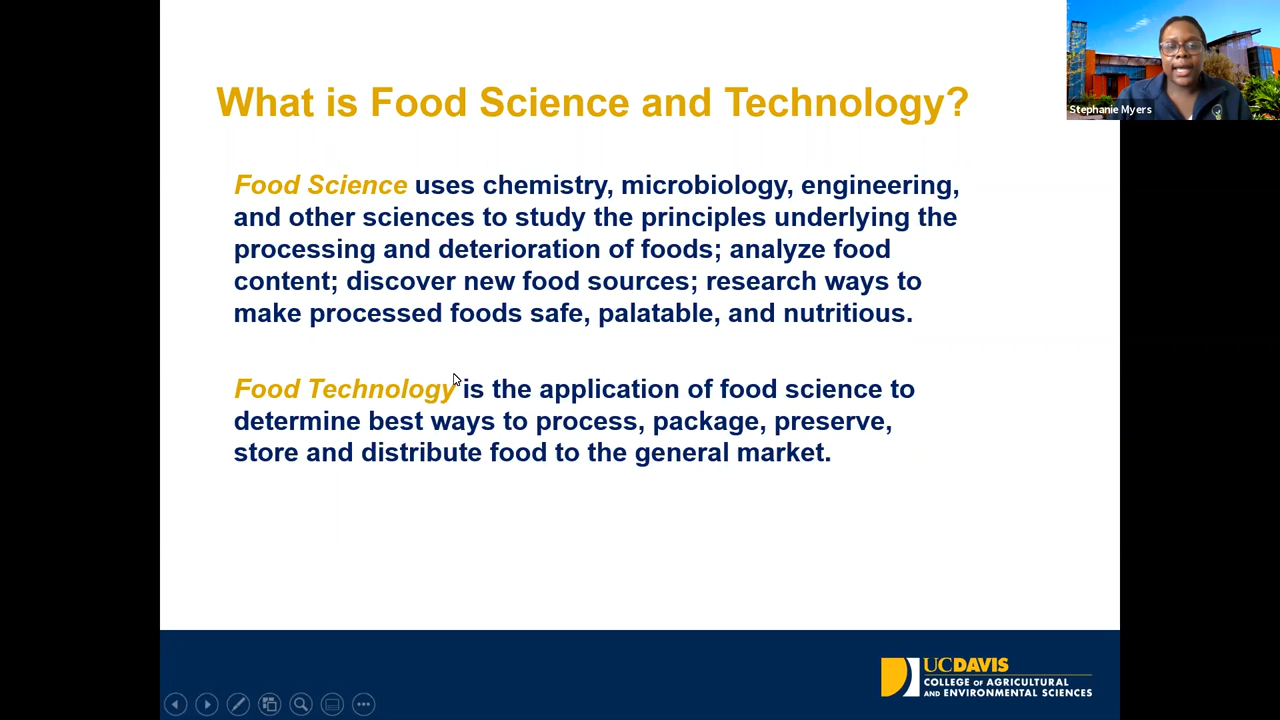 What is Food Science and Technology?
Stephanie Myers
Food Science uses chemistry, microbiology, engineering,
and other sciences to study the principles underlying the
processing and deterioration of foods; analyze food
content; discover new food sources; research ways to
make processed foods safe, palatable, and nutritious.
Food Technology is the application of food science to
determine best ways to process, package, preserve,
store and distribute food to the general market.
UCDAVIS
COLLEGE OF AGRICULTURAL
AND ENVIRONMENTAL SCIENCES